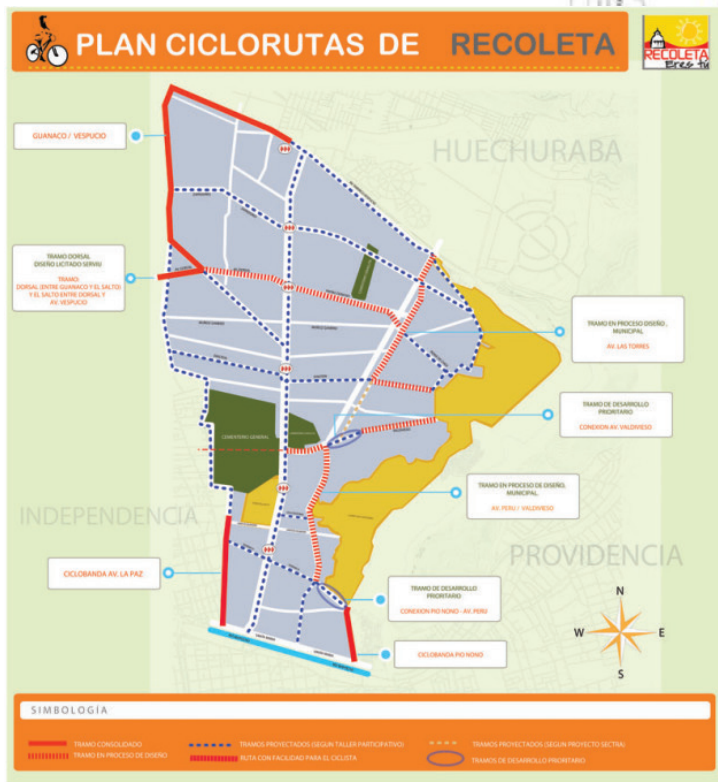 PLAN CICLORUTAS DE RECOLETA
RECOLETA
Eres tú
GUANACO / VESPUCIO
HUECHURABA
TRAMO DORSAL
DISEÑO LICITADO SERVIU
TRAMO:
DORSAL (ENTRE GUANACO Y EL SALTO)
Y EL SALTO ENTRE DORSAL Y
AV. VESPUCIO
TRAMO EN PROCESO DISEÑO ,
MUNICIPAL
AV. LAS TORRES
TRAMO DE DESARROLLO
PRIORITARIO
CONEXION AV. VALDIVIESO
CEMENTERIO GENERAL
TRAMO EN PROCESO DE DISEÑO,
MUNICIPAL
AV. PERU / VALDIVIESO
INDEPENDENCIA
PROVIDENCIA
CICLOBANDA AV. LA PAZ
TRAMO DE DESARROLLO
PRIORITARIO
CONEXION PIO NONO - AV. PERU
CICLOBANDA PIO NONO
N
W
E
S
SIMBOLOGÍA
TRAMO CONSOLIDADO
TRAMO EN PROCESO DE DISEÑO
TRAMOS PROYECTADOS (SEGUN TALLER PARTICIPATIVO)
RUTA CON FACILIDAD PARA EL CICLISTA
TRAMOS PROYECTADOS (SEGUN PROYECTO SECTRA)
TRAMOS DE DESARROLLO PRIORITARIO